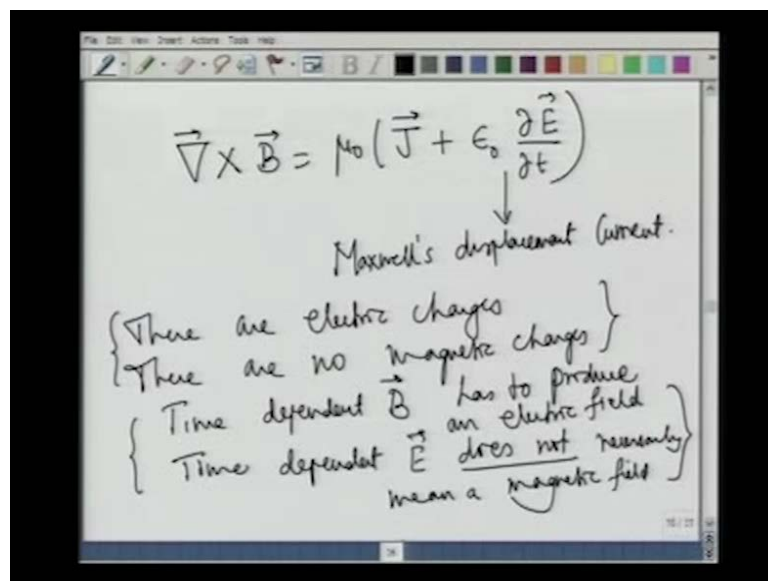 File Edit View Insert Actions Tools Help
B I
∇⃗ X B⃗ = μ₀ ( J⃗ + ϵ₀ ∂E⃗/∂t )
Maxwell's displacement Current.
{ There are electric charges
{ There are no magnetic charges }
{ Time dependent B⃗ has to produce
an electric field
Time dependent E⃗ does not necessarily
mean a magnetic field }